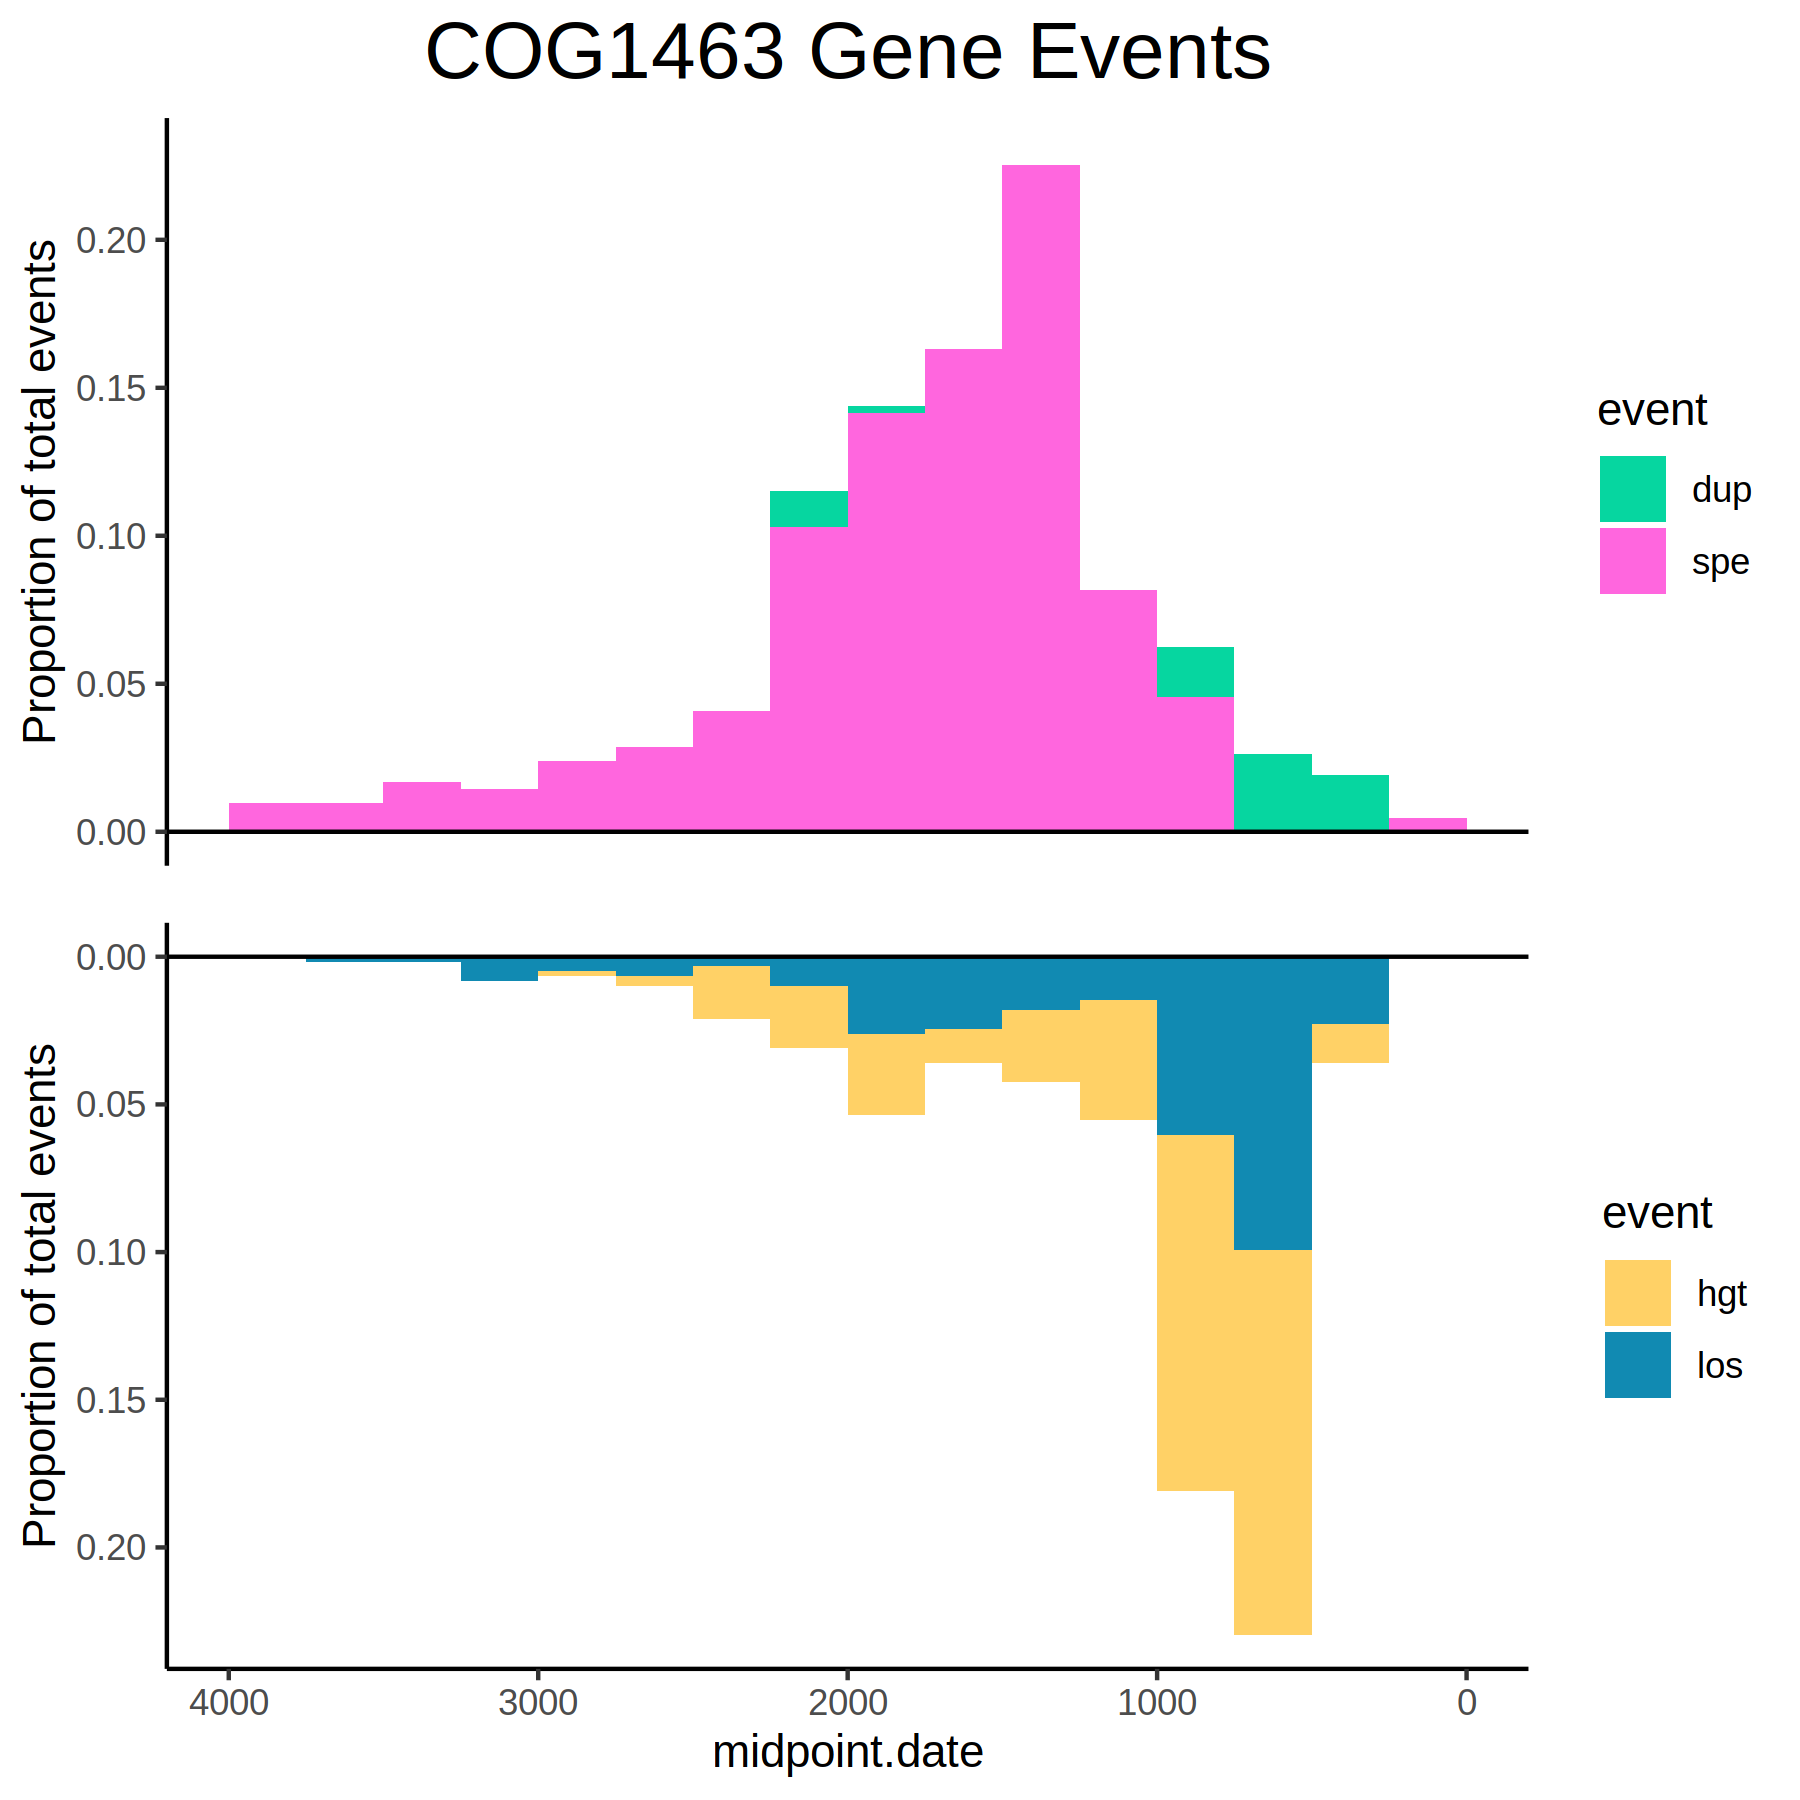 COG1463 Gene Events
Proportion of total events
0.20
0.15
0.10
0.05
0.00
event
dup
spe
Proportion of total events
0.00
0.05
0.10
0.15
0.20
event
hgt
los
4000 3000 2000 1000 0
midpoint.date